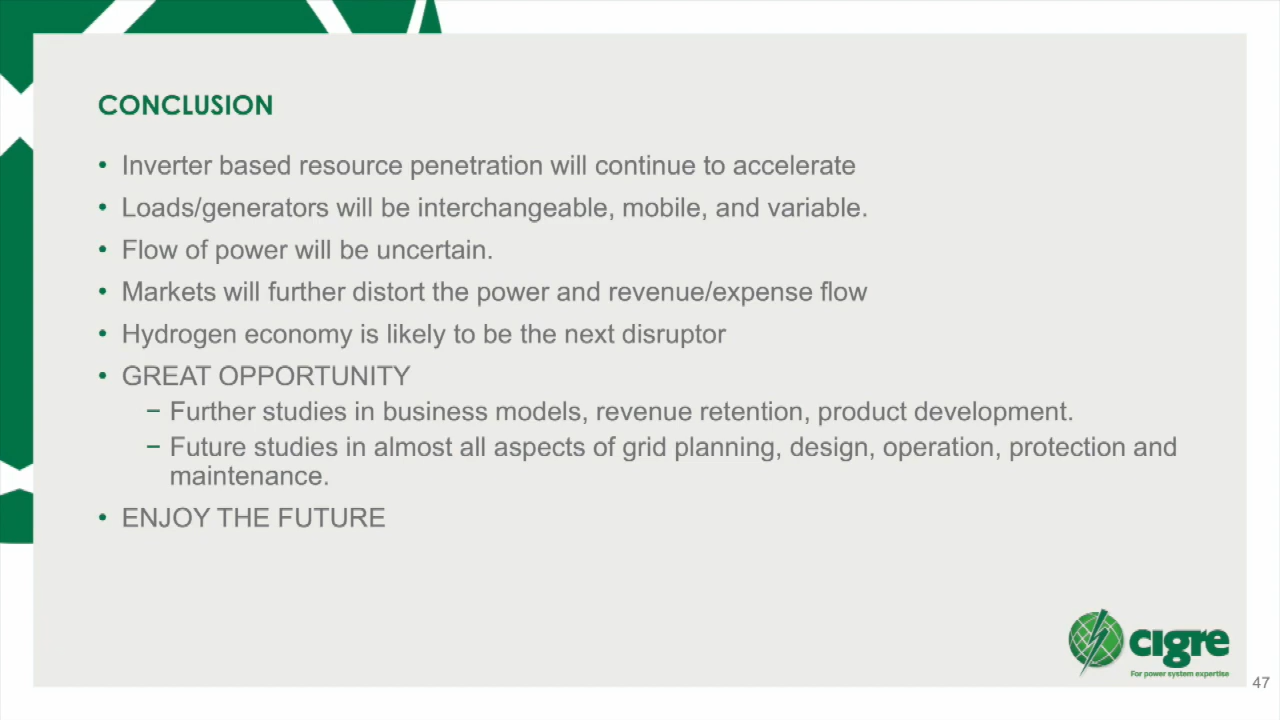 CONCLUSION
• Inverter based resource penetration will continue to accelerate
• Loads/generators will be interchangeable, mobile, and variable.
• Flow of power will be uncertain.
• Markets will further distort the power and revenue/expense flow
• Hydrogen economy is likely to be the next disruptor
• GREAT OPPORTUNITY
− Further studies in business models, revenue retention, product development.
− Future studies in almost all aspects of grid planning, design, operation, protection and
maintenance.
• ENJOY THE FUTURE
cigre
For power system expertise
47